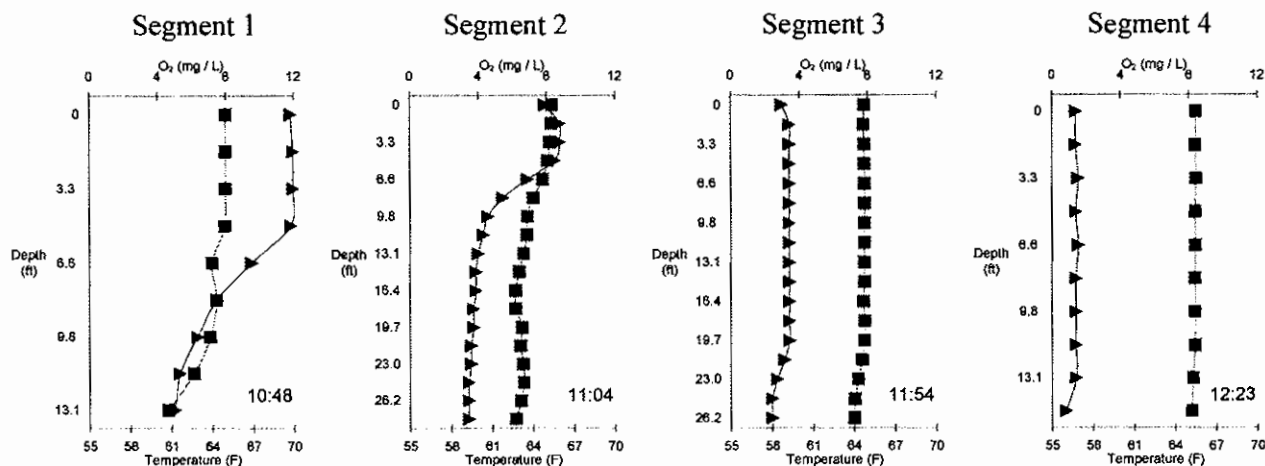 Segment 1
O₂ (mg / L)
0 4 8 12
0
3.3
6.6
9.8
13.1
Depth
(ft)
10:48
55 58 61 64 67 70
Temperature (F)
Segment 2
O₂ (mg / L)
0 4 8 12
0
3.3
6.6
9.8
13.1
16.4
19.7
23.0
26.2
Depth
(ft)
11:04
55 58 61 64 67 70
Temperature (F)
Segment 3
O₂ (mg / L)
0 4 8 12
0
3.3
6.6
9.8
13.1
16.4
19.7
23.0
26.2
Depth
(ft)
11:54
55 58 61 64 67 70
Temperature (F)
Segment 4
O₂ (mg / L)
0 4 8 12
0
3.3
6.6
9.8
13.1
Depth
(ft)
12:23
55 58 61 64 67 70
Temperature (F)